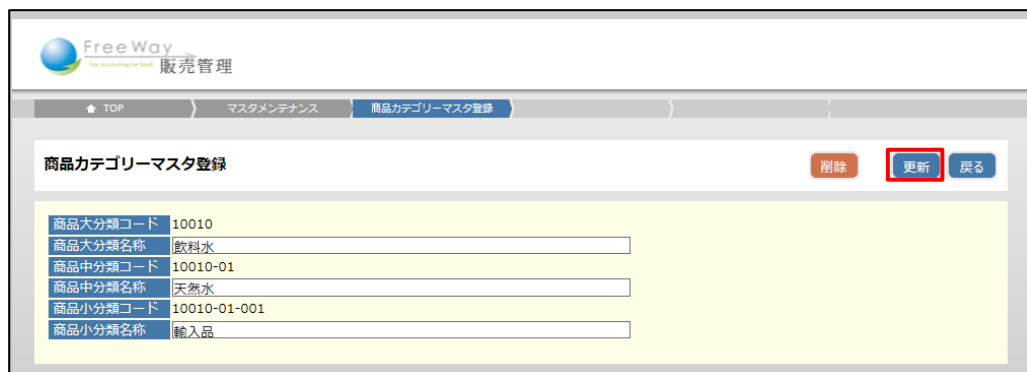 FreeWay
販売管理
TOP マスタメンテナンス 商品カテゴリーマスタ登録
商品カテゴリーマスタ登録 削除 更新 戻る
商品大分類コード 10010
商品大分類名称 飲料水
商品中分類コード 10010-01
商品中分類名称 天然水
商品小分類コード 10010-01-001
商品小分類名称 輸入品